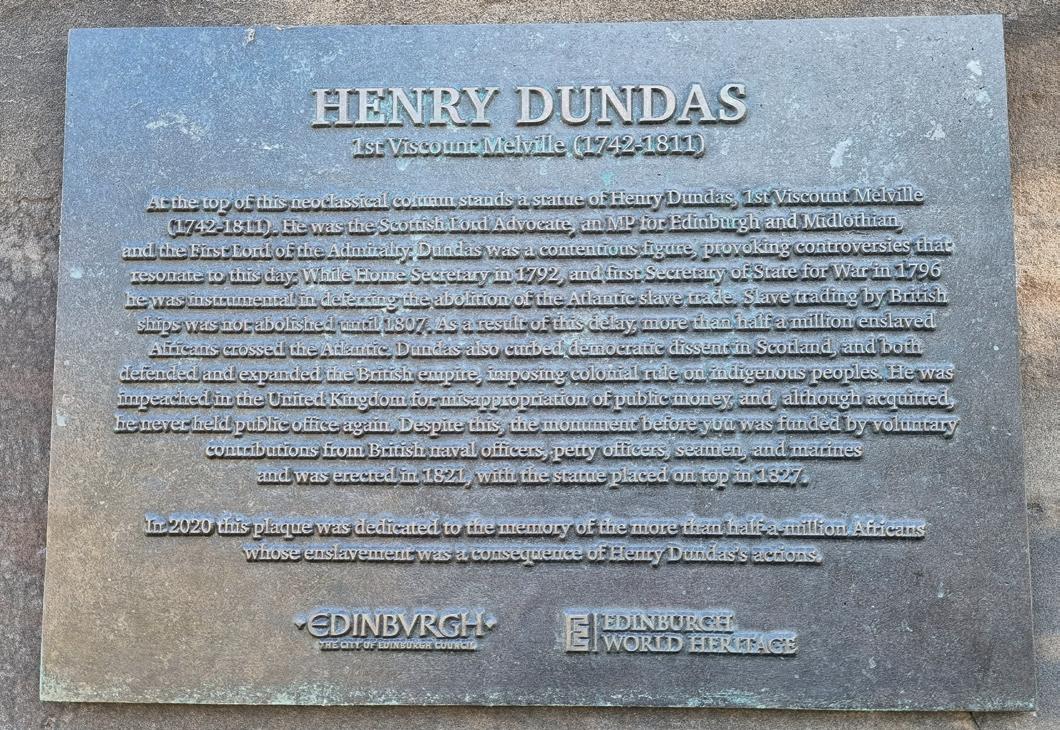 HENRY DUNDAS
1st Viscount Melville (1742-1811)
At the top of this neoclassical column stands a statue of Henry Dundas, 1st Viscount Melville
(1742-1811). He was the Scottish Lord Advocate, an MP for Edinburgh and Midlothian,
and the First Lord of the Admiralty. Dundas was a contentious figure, provoking controversies that
resonate to this day. While Home Secretary in 1792, and first Secretary of State for War in 1796
he was instrumental in deferring the abolition of the Atlantic slave trade. Slave trading by British
ships was not abolished until 1807. As a result of this delay, more than half a million enslaved
Africans crossed the Atlantic. Dundas also curbed democratic dissent in Scotland, and both
defended and expanded the British empire, imposing colonial rule on indigenous peoples. He was
impeached in the United Kingdom for misappropriation of public money, and, although acquitted,
he never held public office again. Despite this, the monument before you was funded by voluntary
contributions from British naval officers, petty officers, seamen, and marines
and was erected in 1821, with the statue placed on top in 1827.
In 2020 this plaque was dedicated to the memory of the more than half-a-million Africans
whose enslavement was a consequence of Henry Dundas's actions.
·EDINBVRGH·
THE CITY OF EDINBURGH COUNCIL
EDINBURGH
WORLD HERITAGE